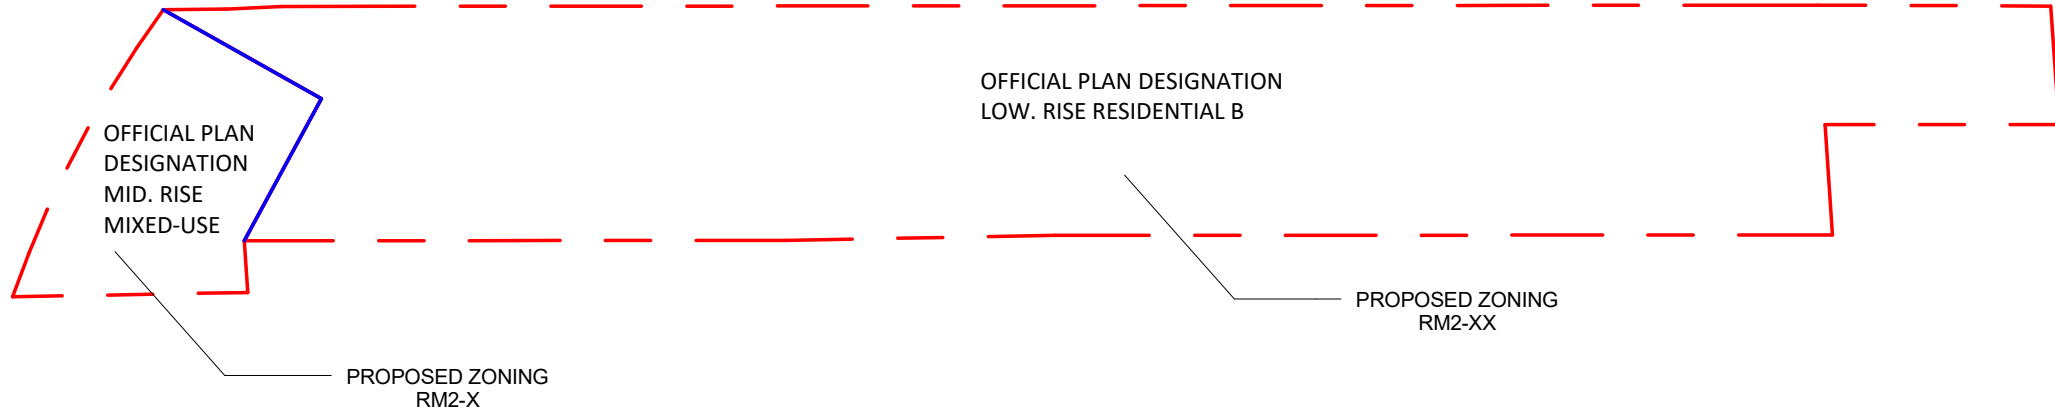 OFFICIAL PLAN DESIGNATION
LOW. RISE RESIDENTIAL B
OFFICIAL PLAN
DESIGNATION
MID. RISE
MIXED-USE
PROPOSED ZONING
RM2-XX
PROPOSED ZONING
RM2-X